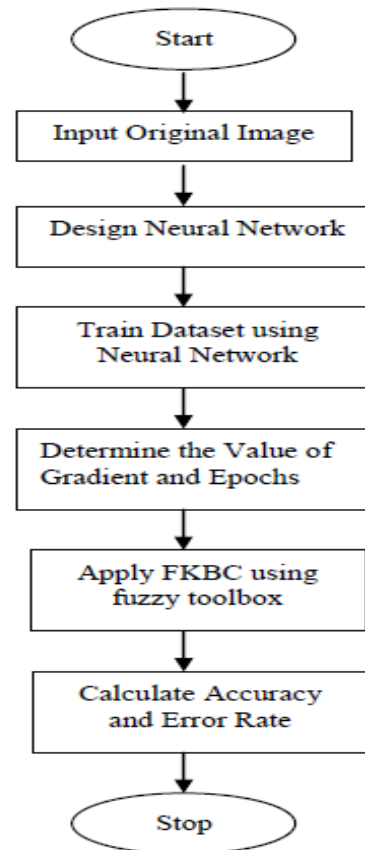 Start
Input Original Image
Design Neural Network
Train Dataset using
Neural Network
Determine the Value of
Gradient and Epochs
Apply FKBC using
fuzzy toolbox
Calculate Accuracy
and Error Rate
Stop